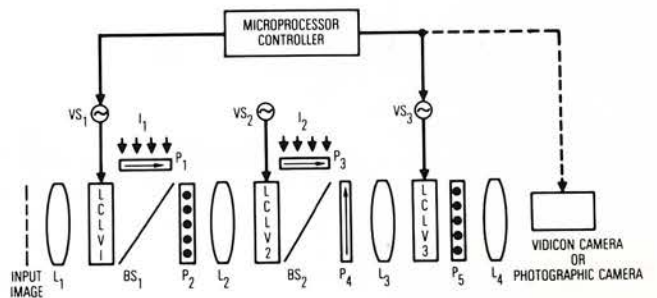 MICROPROCESSOR
CONTROLLER
VS1
I1
VS2
I2
VS3
P1
P3
LCLV1
LCLV2
LCLV3
INPUT
IMAGE
L1
BS1
P2
L2
BS2
P4
L3
P5
L4
VIDICON CAMERA
OR
PHOTOGRAPHIC CAMERA